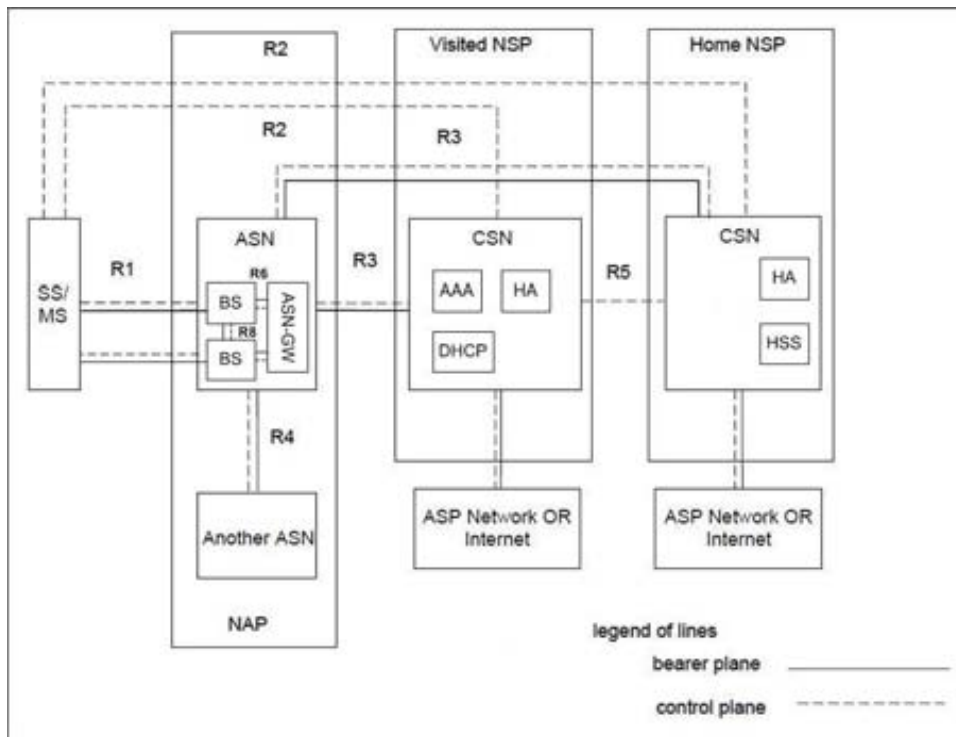 R2
Visited NSP
Home NSP
R2
R3
ASN
CSN
CSN
R1
R6
R3
R5
SS/
MS
BS
ASN-GW
AAA
HA
HA
R8
BS
DHCP
HSS
R4
Another ASN
ASP Network OR
Internet
ASP Network OR
Internet
NAP
legend of lines
bearer plane
control plane